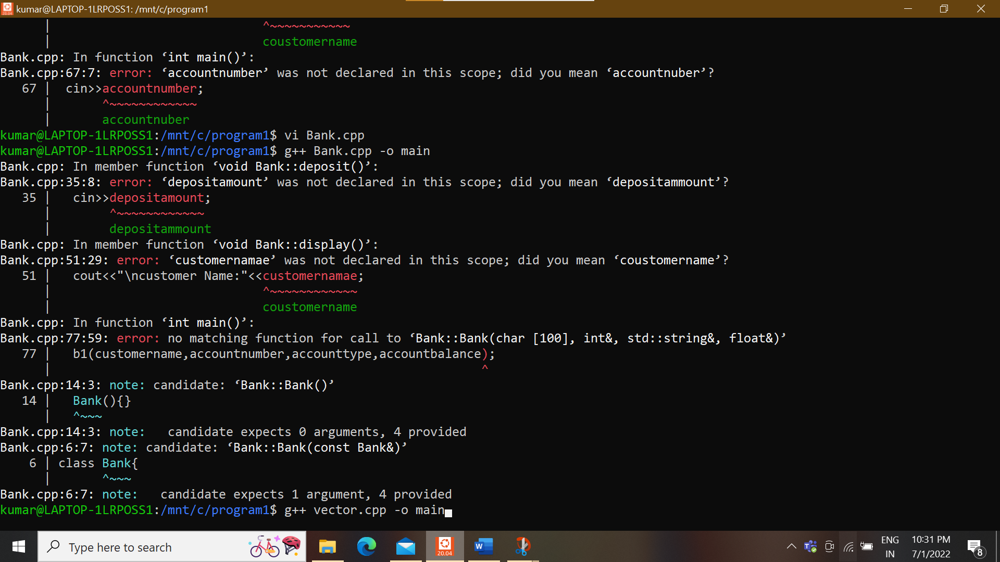 kumar@LAPTOP-1LRPOSS1: /mnt/c/program1
| ^~~~~~~~~~~~
| coustomername
Bank.cpp: In function ‘int main()’:
Bank.cpp:67:7: error: ‘accountnumber’ was not declared in this scope; did you mean ‘accountnuber’?
67 | cin>>accountnumber;
| ^~~~~~~~~~~~~
| accountnuber
kumar@LAPTOP-1LRPOSS1:/mnt/c/program1$ vi Bank.cpp
kumar@LAPTOP-1LRPOSS1:/mnt/c/program1$ g++ Bank.cpp -o main
Bank.cpp: In member function ‘void Bank::deposit()’:
Bank.cpp:35:8: error: ‘depositamount’ was not declared in this scope; did you mean ‘depositammount’?
35 | cin>>depositamount;
| ^~~~~~~~~~~~~
| depositammount
Bank.cpp: In member function ‘void Bank::display()’:
Bank.cpp:51:29: error: ‘customernamae’ was not declared in this scope; did you mean ‘coustomername’?
51 | cout<<"\ncustomer Name:"<<customernamae;
| ^~~~~~~~~~~~~
| coustomername
Bank.cpp: In function ‘int main()’:
Bank.cpp:77:59: error: no matching function for call to ‘Bank::Bank(char [100], int&, std::string&, float&)’
77 | b1(customername,accountnumber,accounttype,accountbalance);
| ^
Bank.cpp:14:3: note: candidate: ‘Bank::Bank()’
14 | Bank(){}
| ^~~~
Bank.cpp:14:3: note: candidate expects 0 arguments, 4 provided
Bank.cpp:6:7: note: candidate: ‘Bank::Bank(const Bank&)’
6 | class Bank{
| ^~~~
Bank.cpp:6:7: note: candidate expects 1 argument, 4 provided
kumar@LAPTOP-1LRPOSS1:/mnt/c/program1$ g++ vector.cpp -o main
Type here to search
20.04
W
ENG
IN
10:31 PM
7/1/2022
8